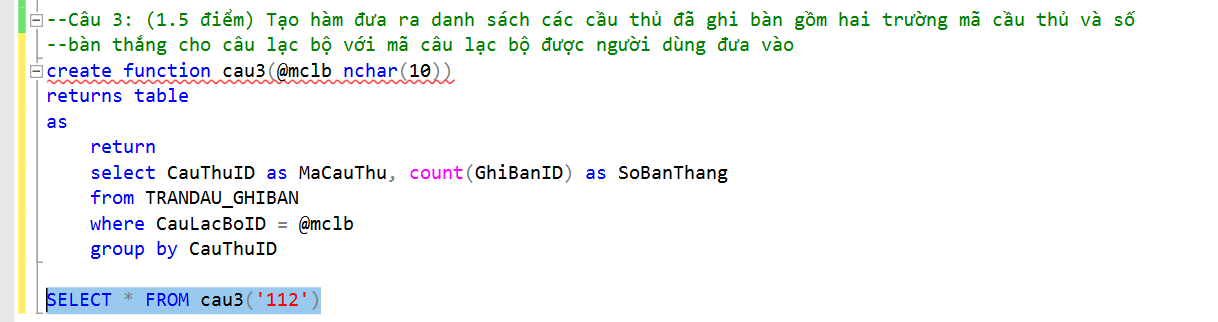 --Câu 3: (1.5 điểm) Tạo hàm đưa ra danh sách các cầu thủ đã ghi bàn gồm hai trường mã cầu thủ và số
--bàn thắng cho câu lạc bộ với mã câu lạc bộ được người dùng đưa vào
create function cau3(@mclb nchar(10))
returns table
as
return
select CauThuID as MaCauThu, count(GhiBanID) as SoBanThang
from TRANDAU_GHIBAN
where CauLacBoID = @mclb
group by CauThuID
SELECT * FROM cau3('112')